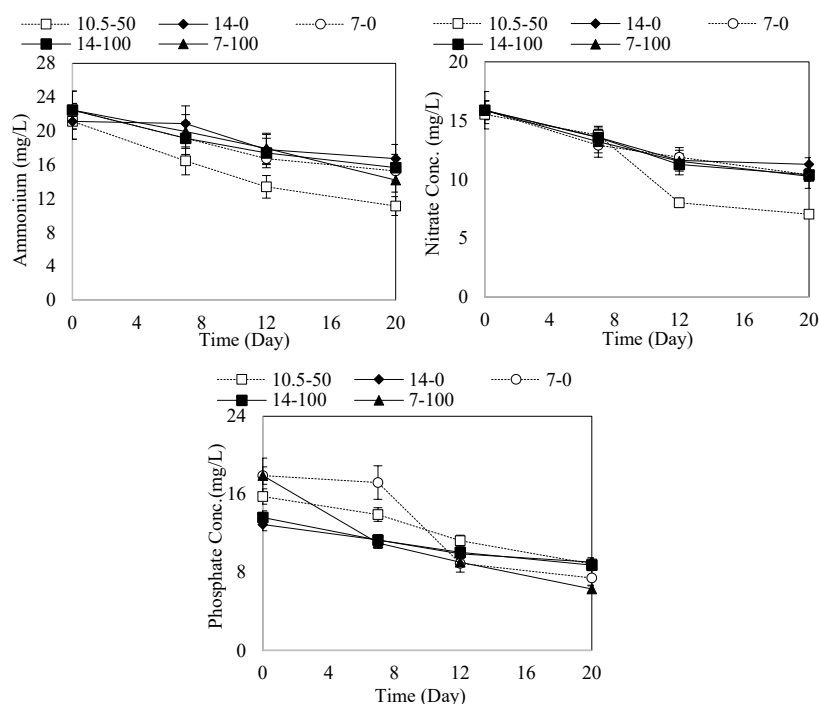 10.5-50 14-0 7-0
14-100 7-100
28
24
20
16
12
8
4
0
Ammonium (mg/L)
0 4 8 12 16 20
Time (Day)
10.5-50 14-0 7-0
14-100 7-100
20
15
10
5
0
Nitrate Conc. (mg/L)
0 4 8 12 16 20
Time (Day)
10.5-50 14-0 7-0
14-100 7-100
24
16
8
0
Phosphate Conc.(mg/L)
0 4 8 12 16 20
Time (Day)